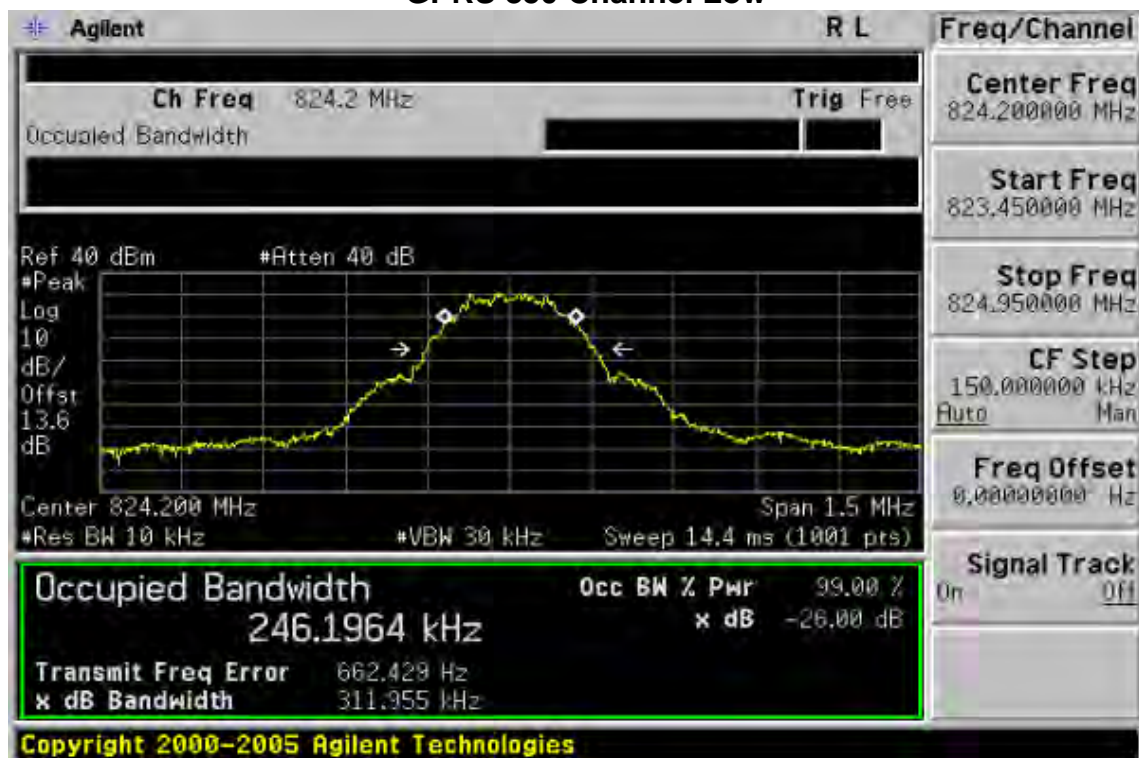 Agilent R L Freq/Channel
Ch Freq 824.2 MHz Trig Free
Occupied Bandwidth
Center Freq
824.200000 MHz
Start Freq
823.450000 MHz
Stop Freq
824.950000 MHz
CF Step
150.000000 kHz
Auto Man
Freq Offset
0.00000000 Hz
Signal Track
On Off
Ref 40 dBm #Atten 40 dB
#Peak
Log
10
dB/
Offst
13.6
dB
Center 824.200 MHz Span 1.5 MHz
#Res BW 10 kHz #VBW 30 kHz Sweep 14.4 ms (1001 pts)
Occupied Bandwidth Occ BW % Pwr 99.00 %
246.1964 kHz x dB -26.00 dB
Transmit Freq Error 662.429 Hz
x dB Bandwidth 311.955 kHz
Copyright 2000-2005 Agilent Technologies